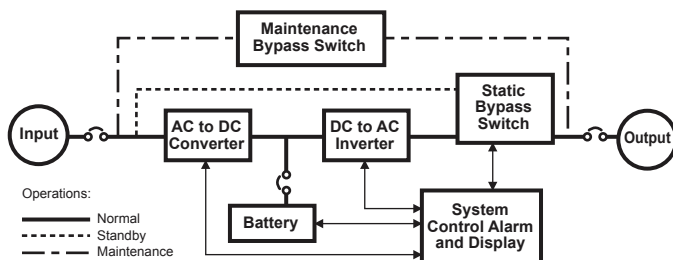 Maintenance
Bypass Switch
Static
Bypass
Switch
Input
AC to DC
Converter
DC to AC
Inverter
Output
Operations:
Normal
Standby
Maintenance
Battery
System
Control Alarm
and Display